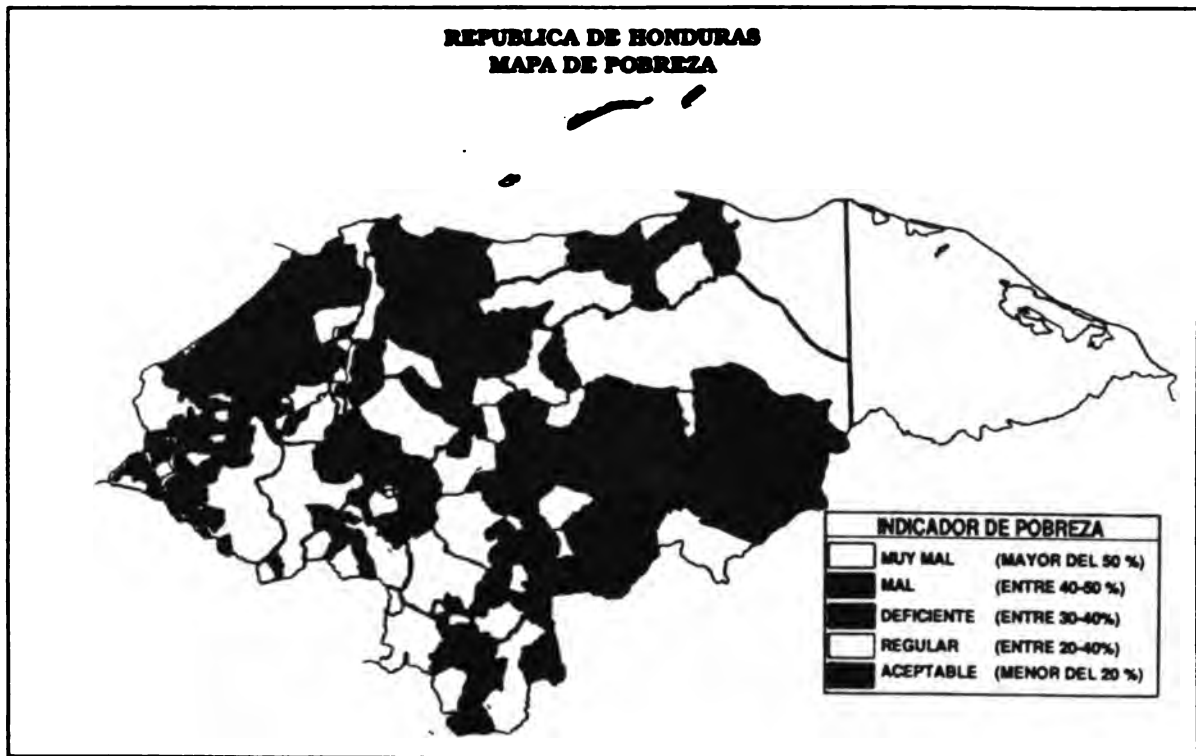 REPUBLICA DE HONDURAS
MAPA DE POBREZA
INDICADOR DE POBREZA
MUY MAL (MAYOR DEL 50 %)
MAL (ENTRE 40-50 %)
DEFICIENTE (ENTRE 30-40%)
REGULAR (ENTRE 20-40%)
ACEPTABLE (MENOR DEL 20 %)